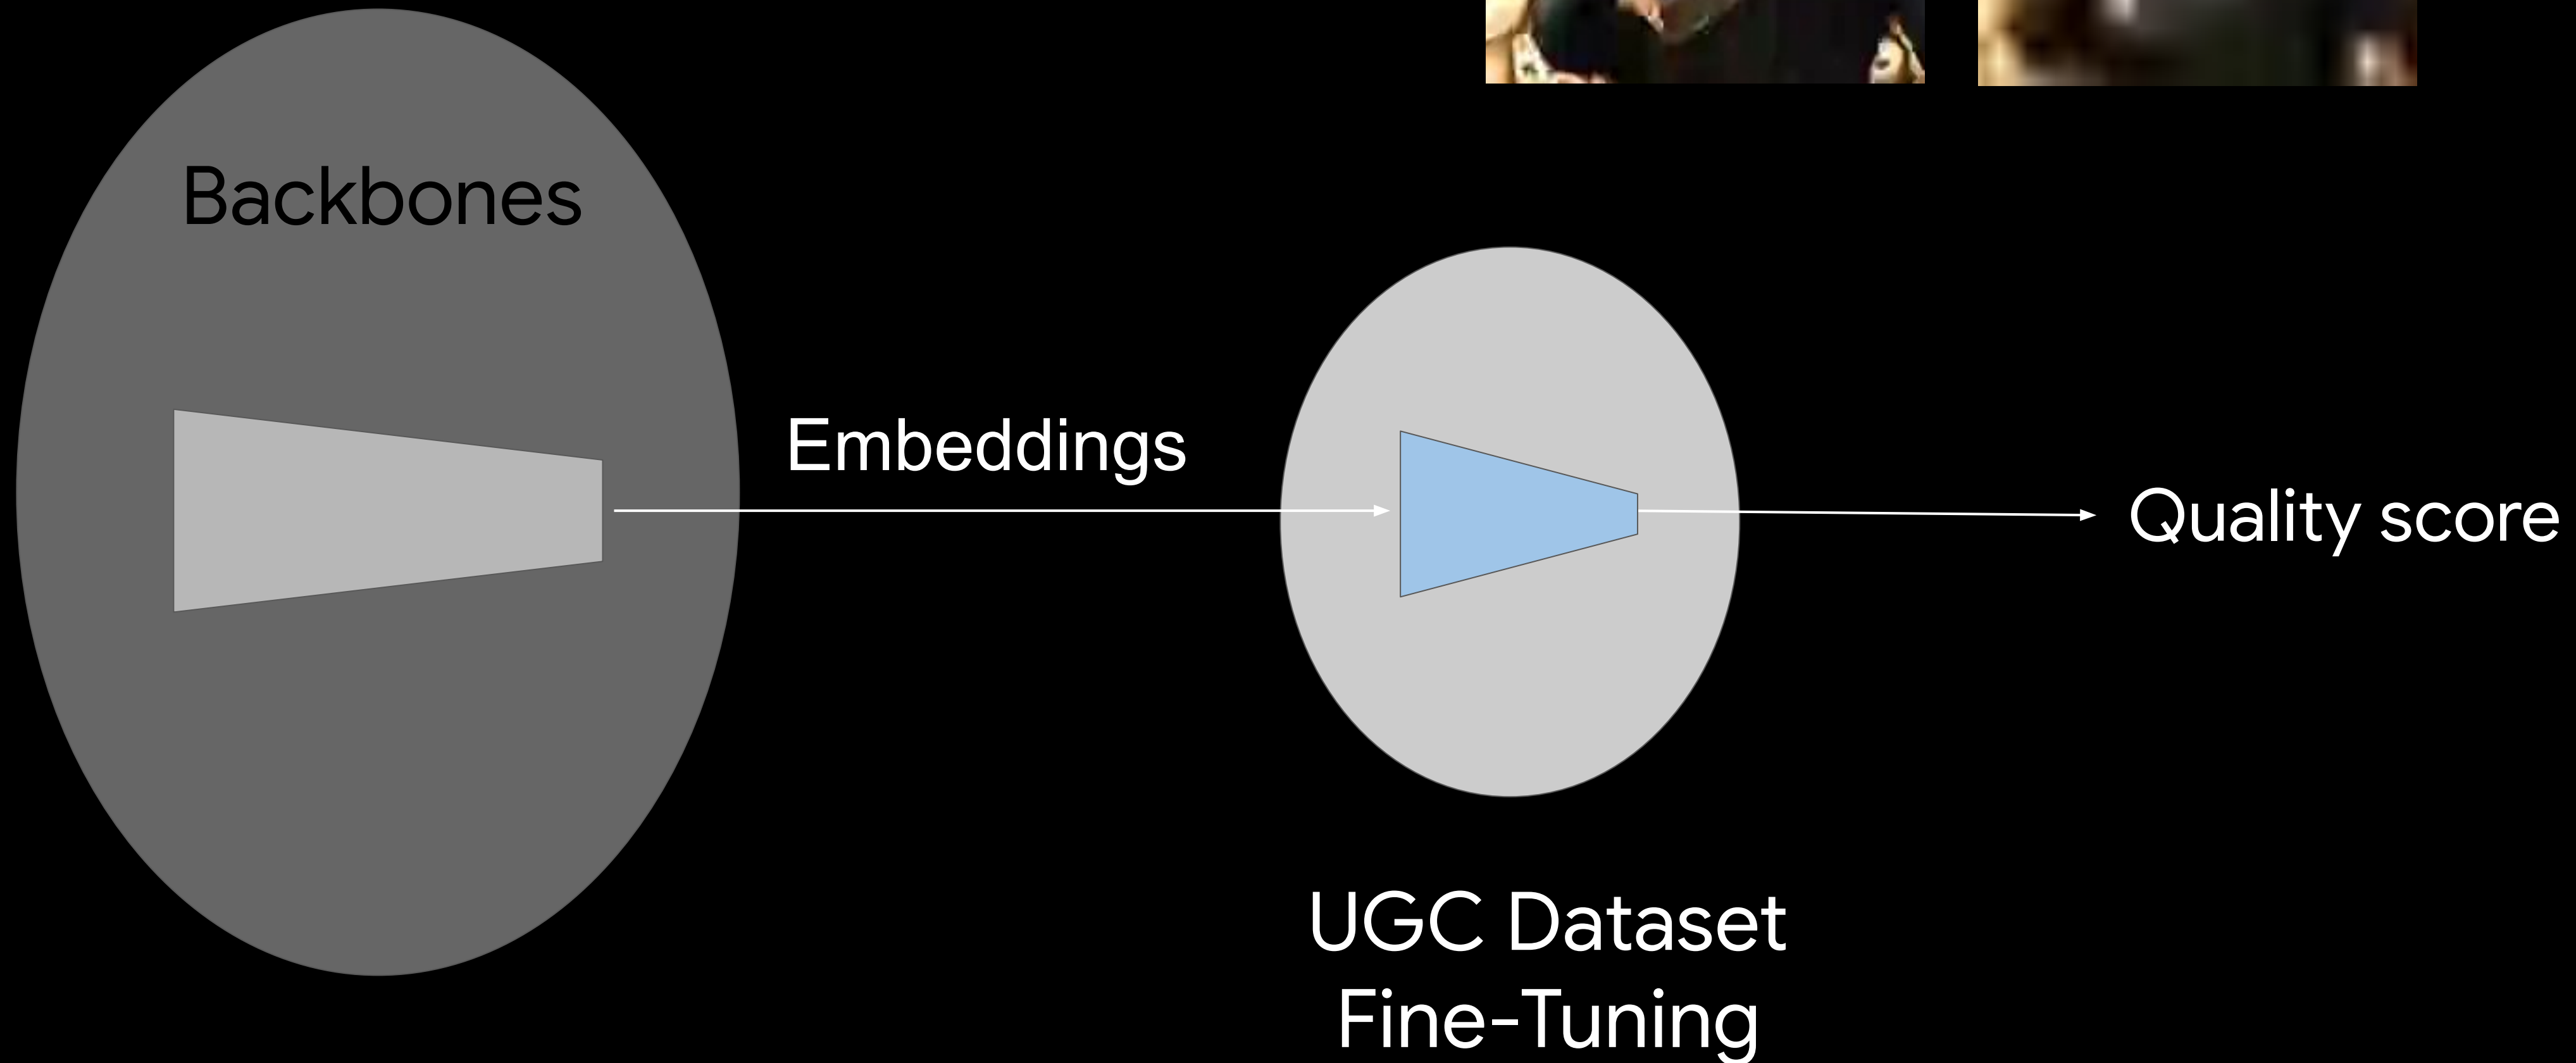 Backbones
Embeddings
Quality score
UGC Dataset
Fine-Tuning